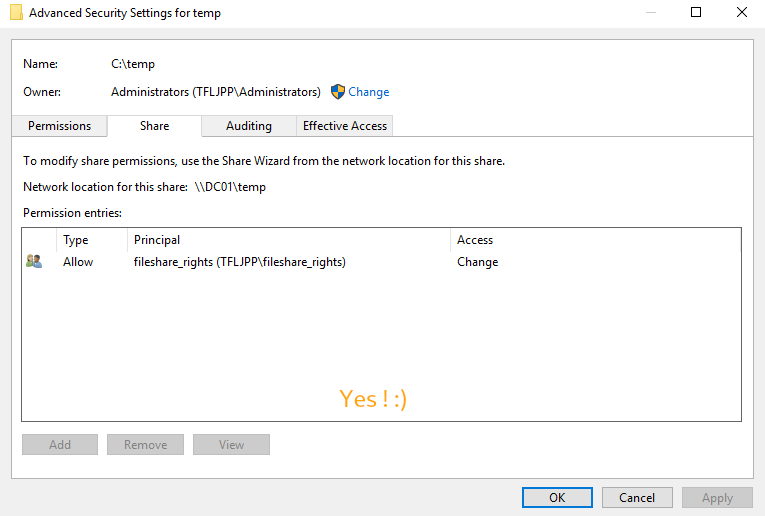 Advanced Security Settings for temp
Name: C:\temp
Owner: Administrators (TFLJPP\Administrators) Change
Permissions Share Auditing Effective Access
To modify share permissions, use the Share Wizard from the network location for this share.
Network location for this share: \\DC01\temp
Permission entries:
Type Principal Access
Allow fileshare_rights (TFLJPP\fileshare_rights) Change
Yes ! :)
Add Remove View
OK Cancel Apply